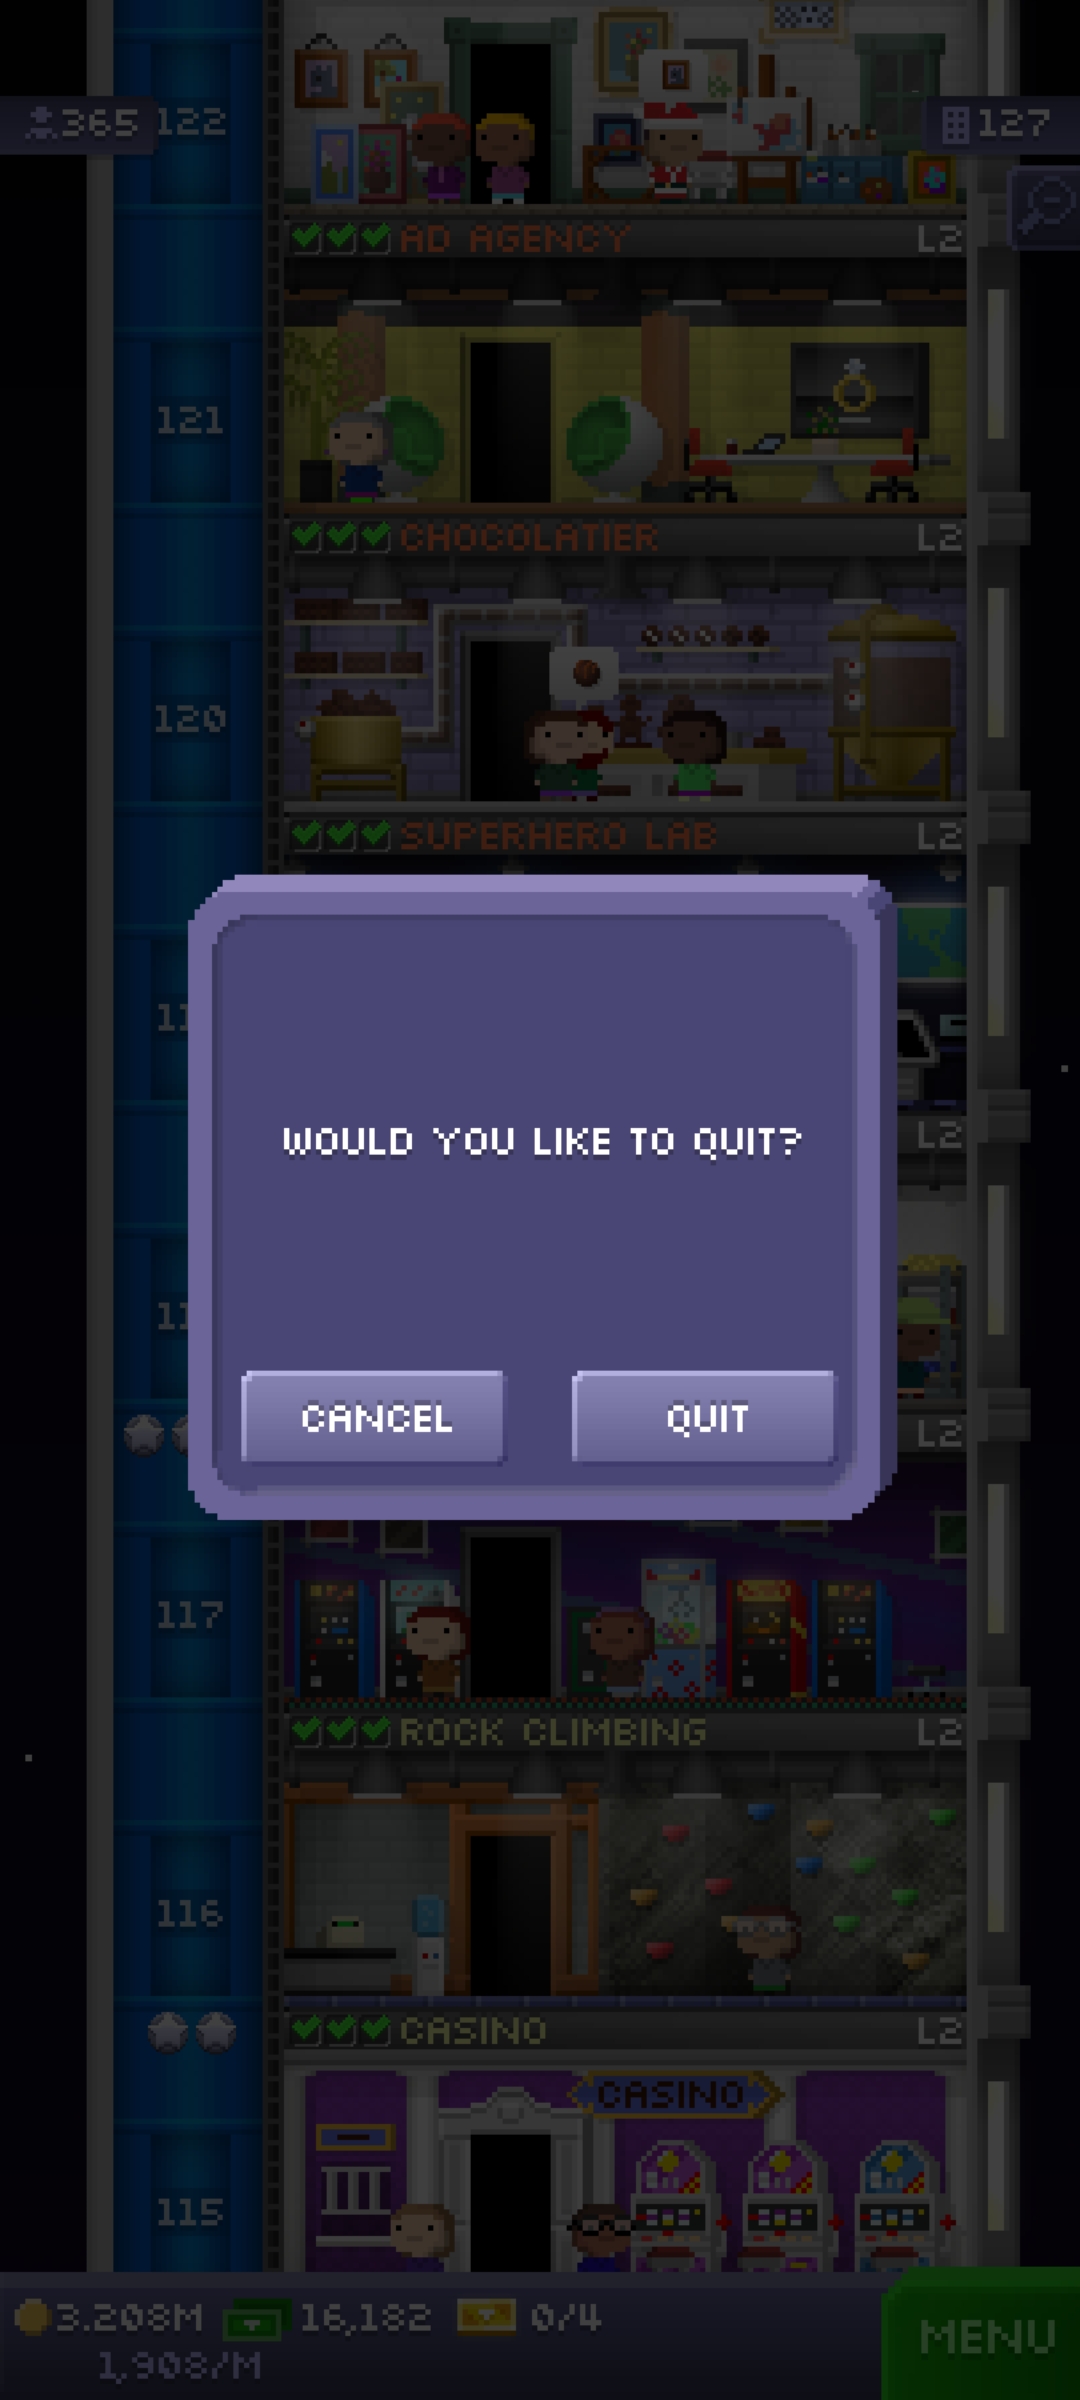 365
122
127
AD AGENCY L2
121
CHOCOLATIER L2
120
SUPERHERO LAB L2
L2
WOULD YOU LIKE TO QUIT?
CANCEL
QUIT
L2
117
ROCK CLIMBING L2
116
CASINO L2
CASINO
115
3.208M 16,182 0/4
1,908/M
MENU